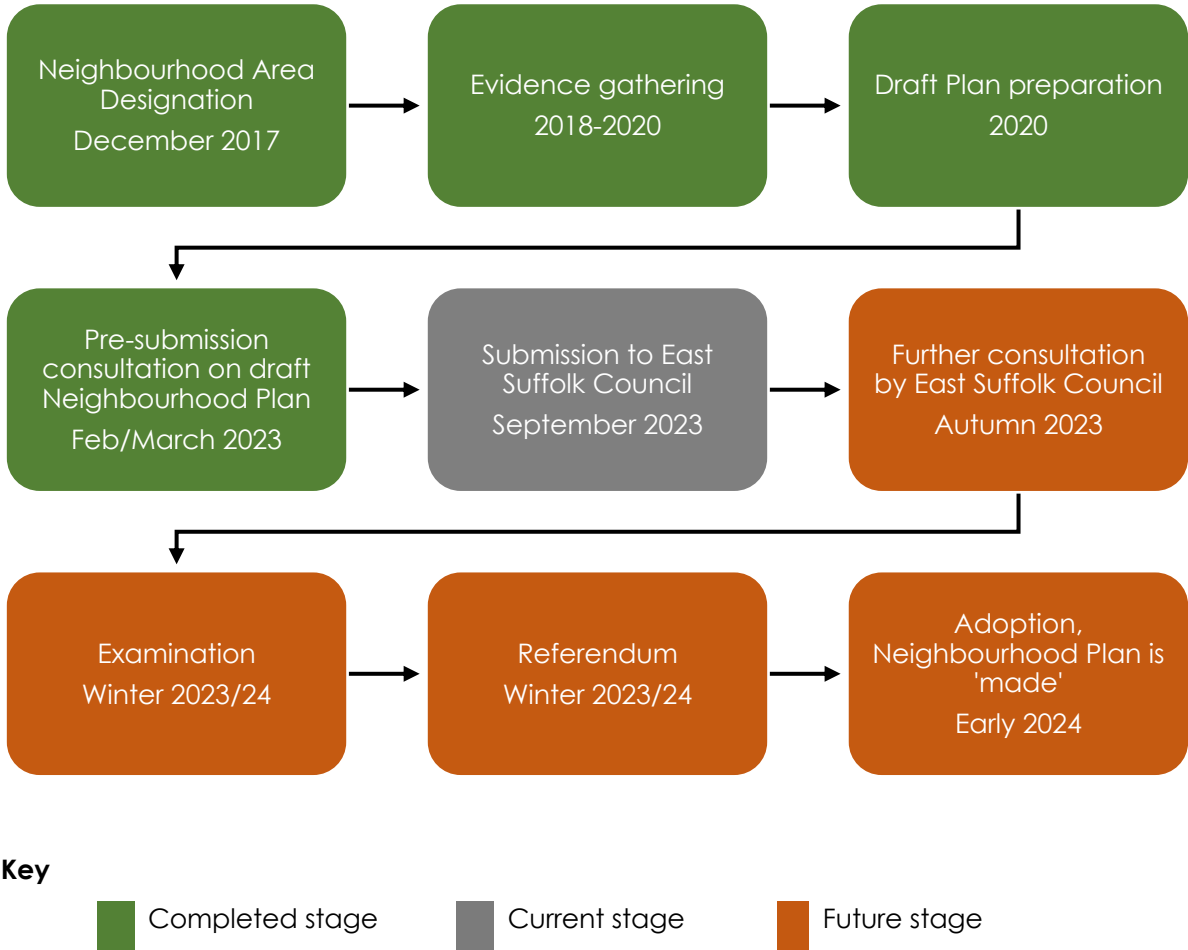 Neighbourhood Area
Designation
December 2017
Evidence gathering
2018-2020
Draft Plan preparation
2020
Pre-submission
consultation on draft
Neighbourhood Plan
Feb/March 2023
Submission to East
Suffolk Council
September 2023
Further consultation
by East Suffolk Council
Autumn 2023
Examination
Winter 2023/24
Referendum
Winter 2023/24
Adoption,
Neighbourhood Plan is
'made'
Early 2024
Key
Completed stage
Current stage
Future stage